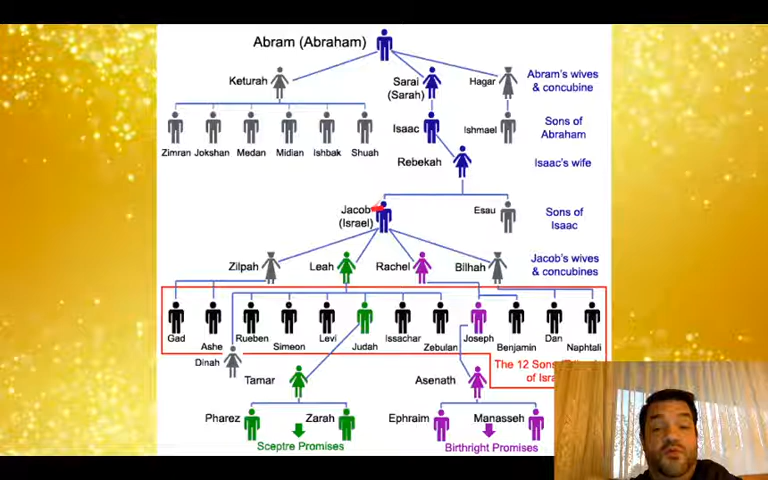 Abram (Abraham)
Keturah
Sarai
(Sarah)
Hagar
Abram's wives
& concubine
Zimran Jokshan Medan Midian Ishbak Shuah
Isaac
Ishmael
Sons of
Abraham
Rebekah
Isaac's wife
Jacob
(Israel)
Esau
Sons of
Isaac
Zilpah
Leah
Rachel
Bilhah
Jacob's wives
& concubines
Gad
Ashe
Rueben
Simeon
Levi
Judah
Issachar
Zebulan
Joseph
Benjamin
Dan
Naphtali
Dinah
The 12 Sons
of
Tamar
Asenath
Pharez
Zarah
Ephraim
Manasseh
Sceptre Promises
Birthright Promises